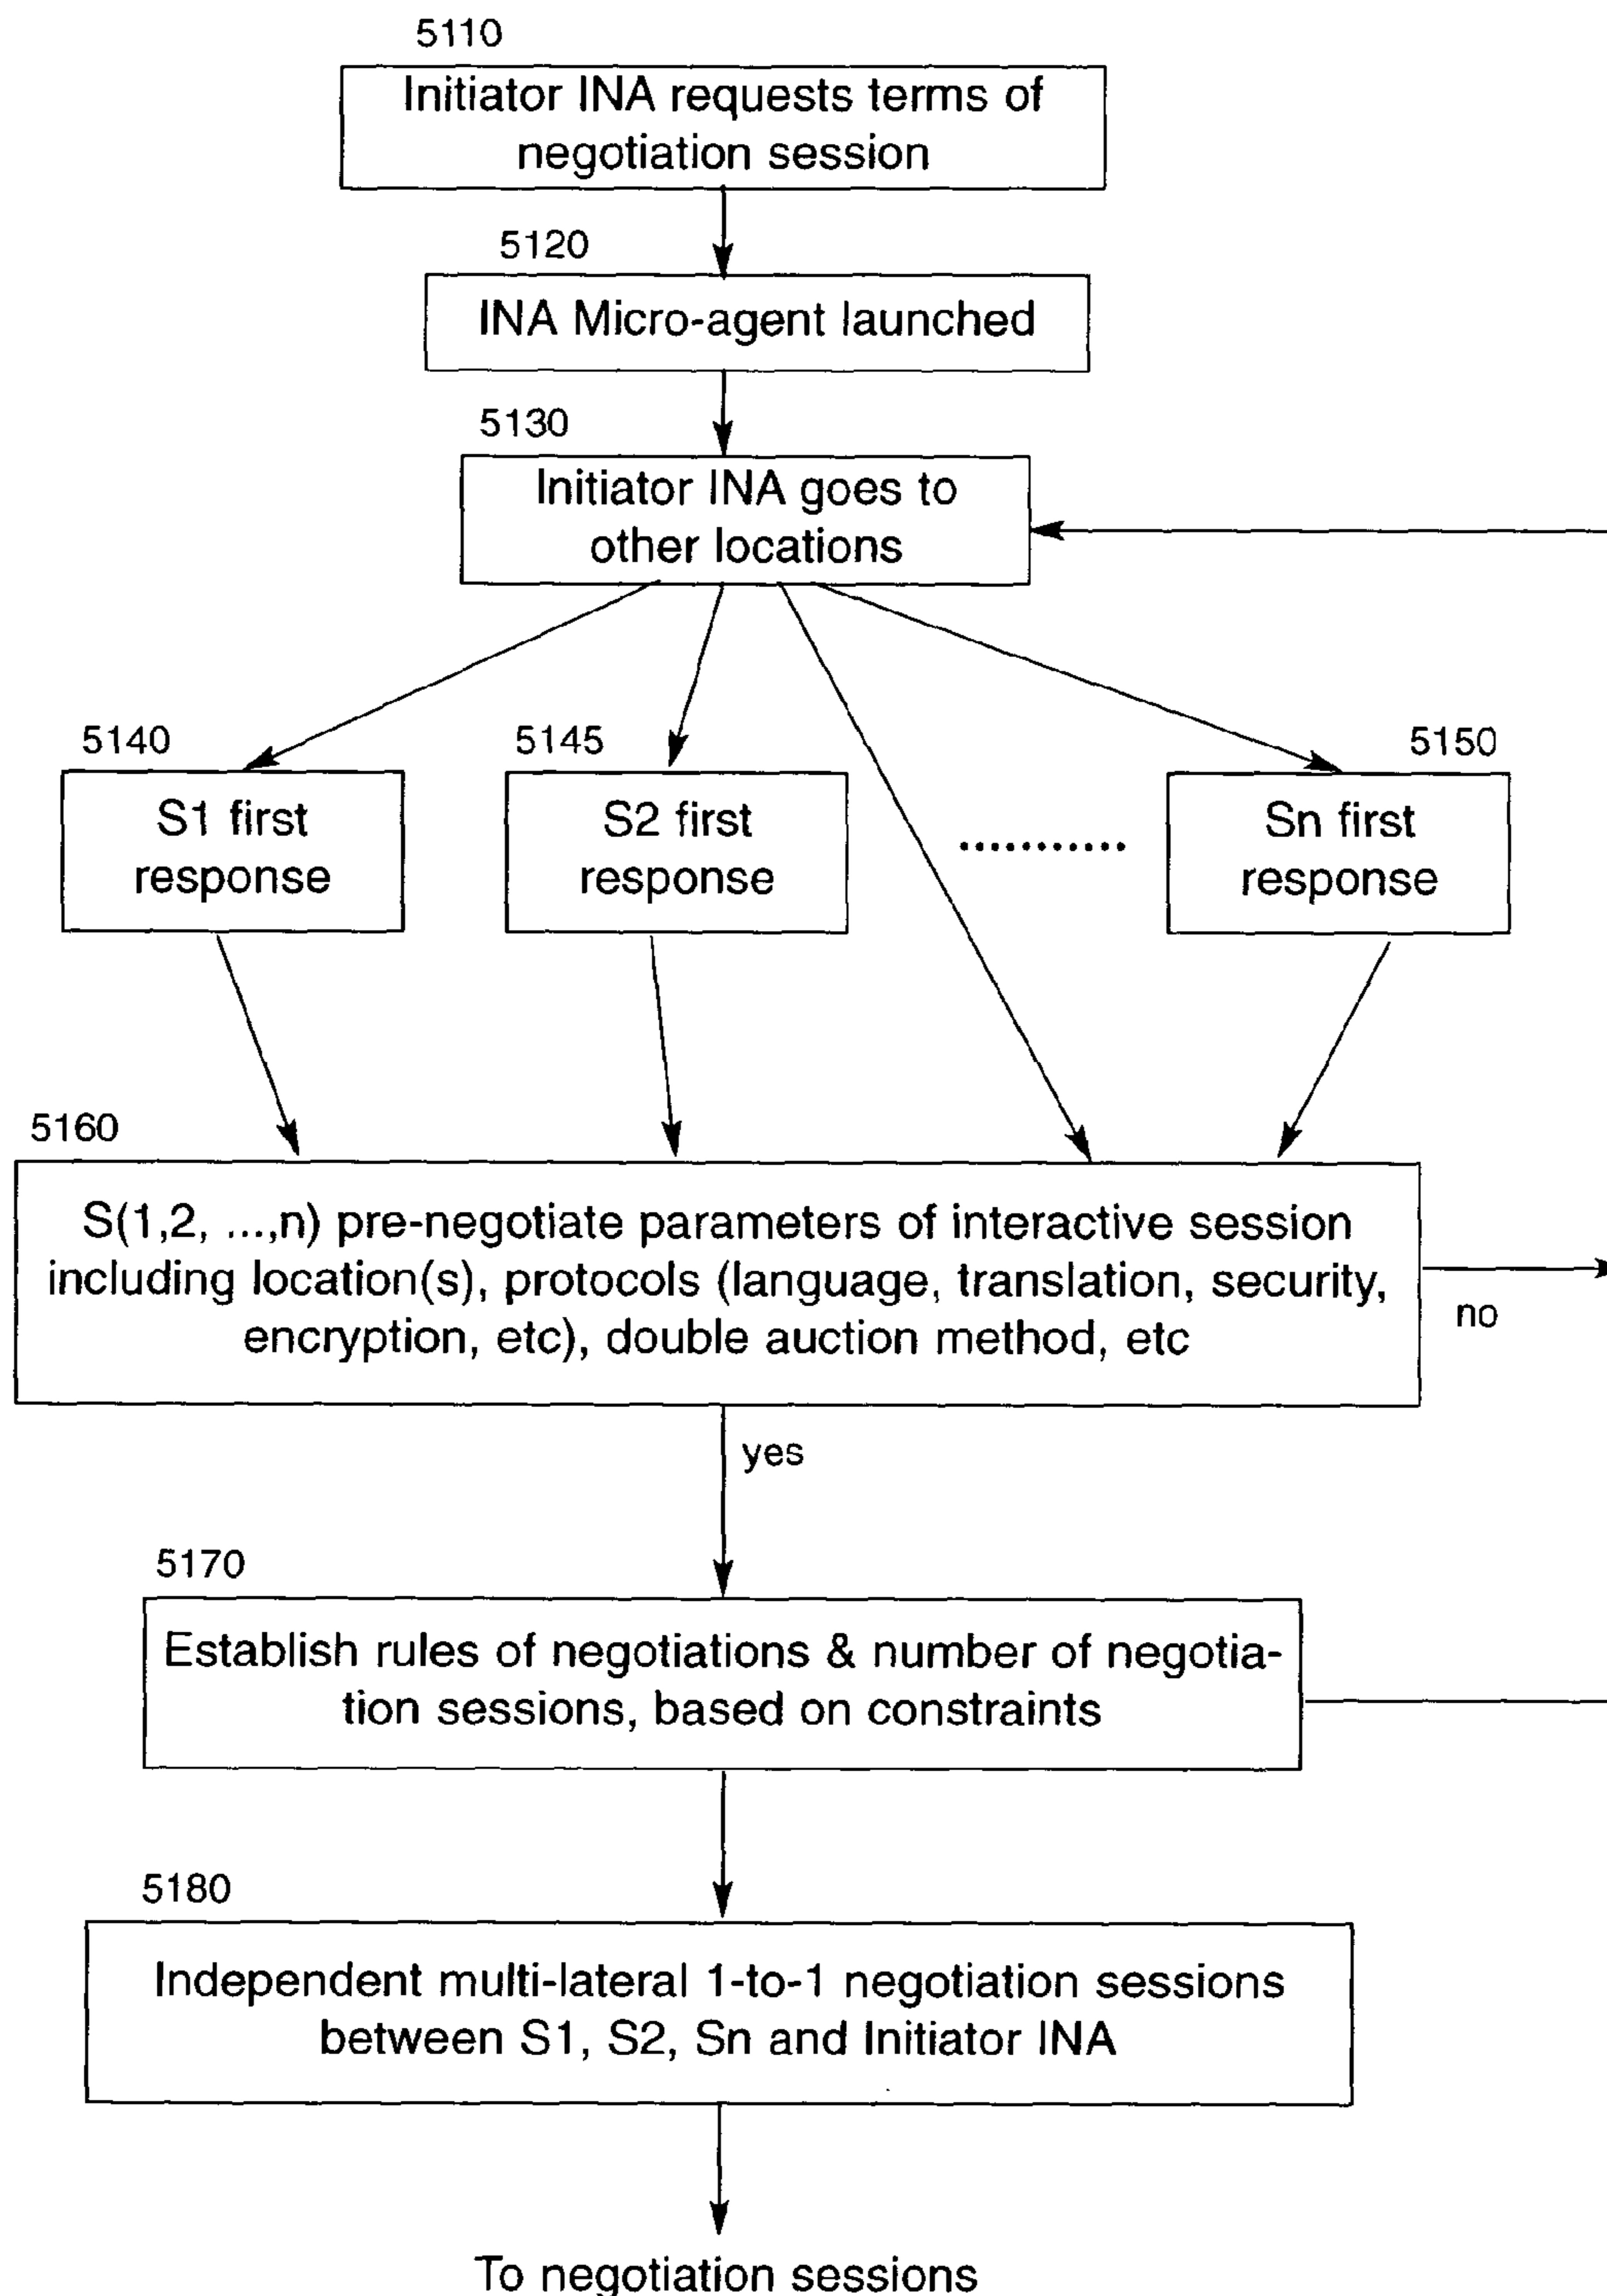 5110
Initiator INA requests terms of
negotiation session
5120
INA Micro-agent launched
5130
Initiator INA goes to
other locations
5140
S1 first
response
5145
S2 first
response
...........
5150
Sn first
response
5160
S(1,2, ...,n) pre-negotiate parameters of interactive session
including location(s), protocols (language, translation, security,
encryption, etc), double auction method, etc
no
yes
5170
Establish rules of negotiations & number of negotia-
tion sessions, based on constraints
5180
Independent multi-lateral 1-to-1 negotiation sessions
between S1, S2, Sn and Initiator INA
To negotiation sessions